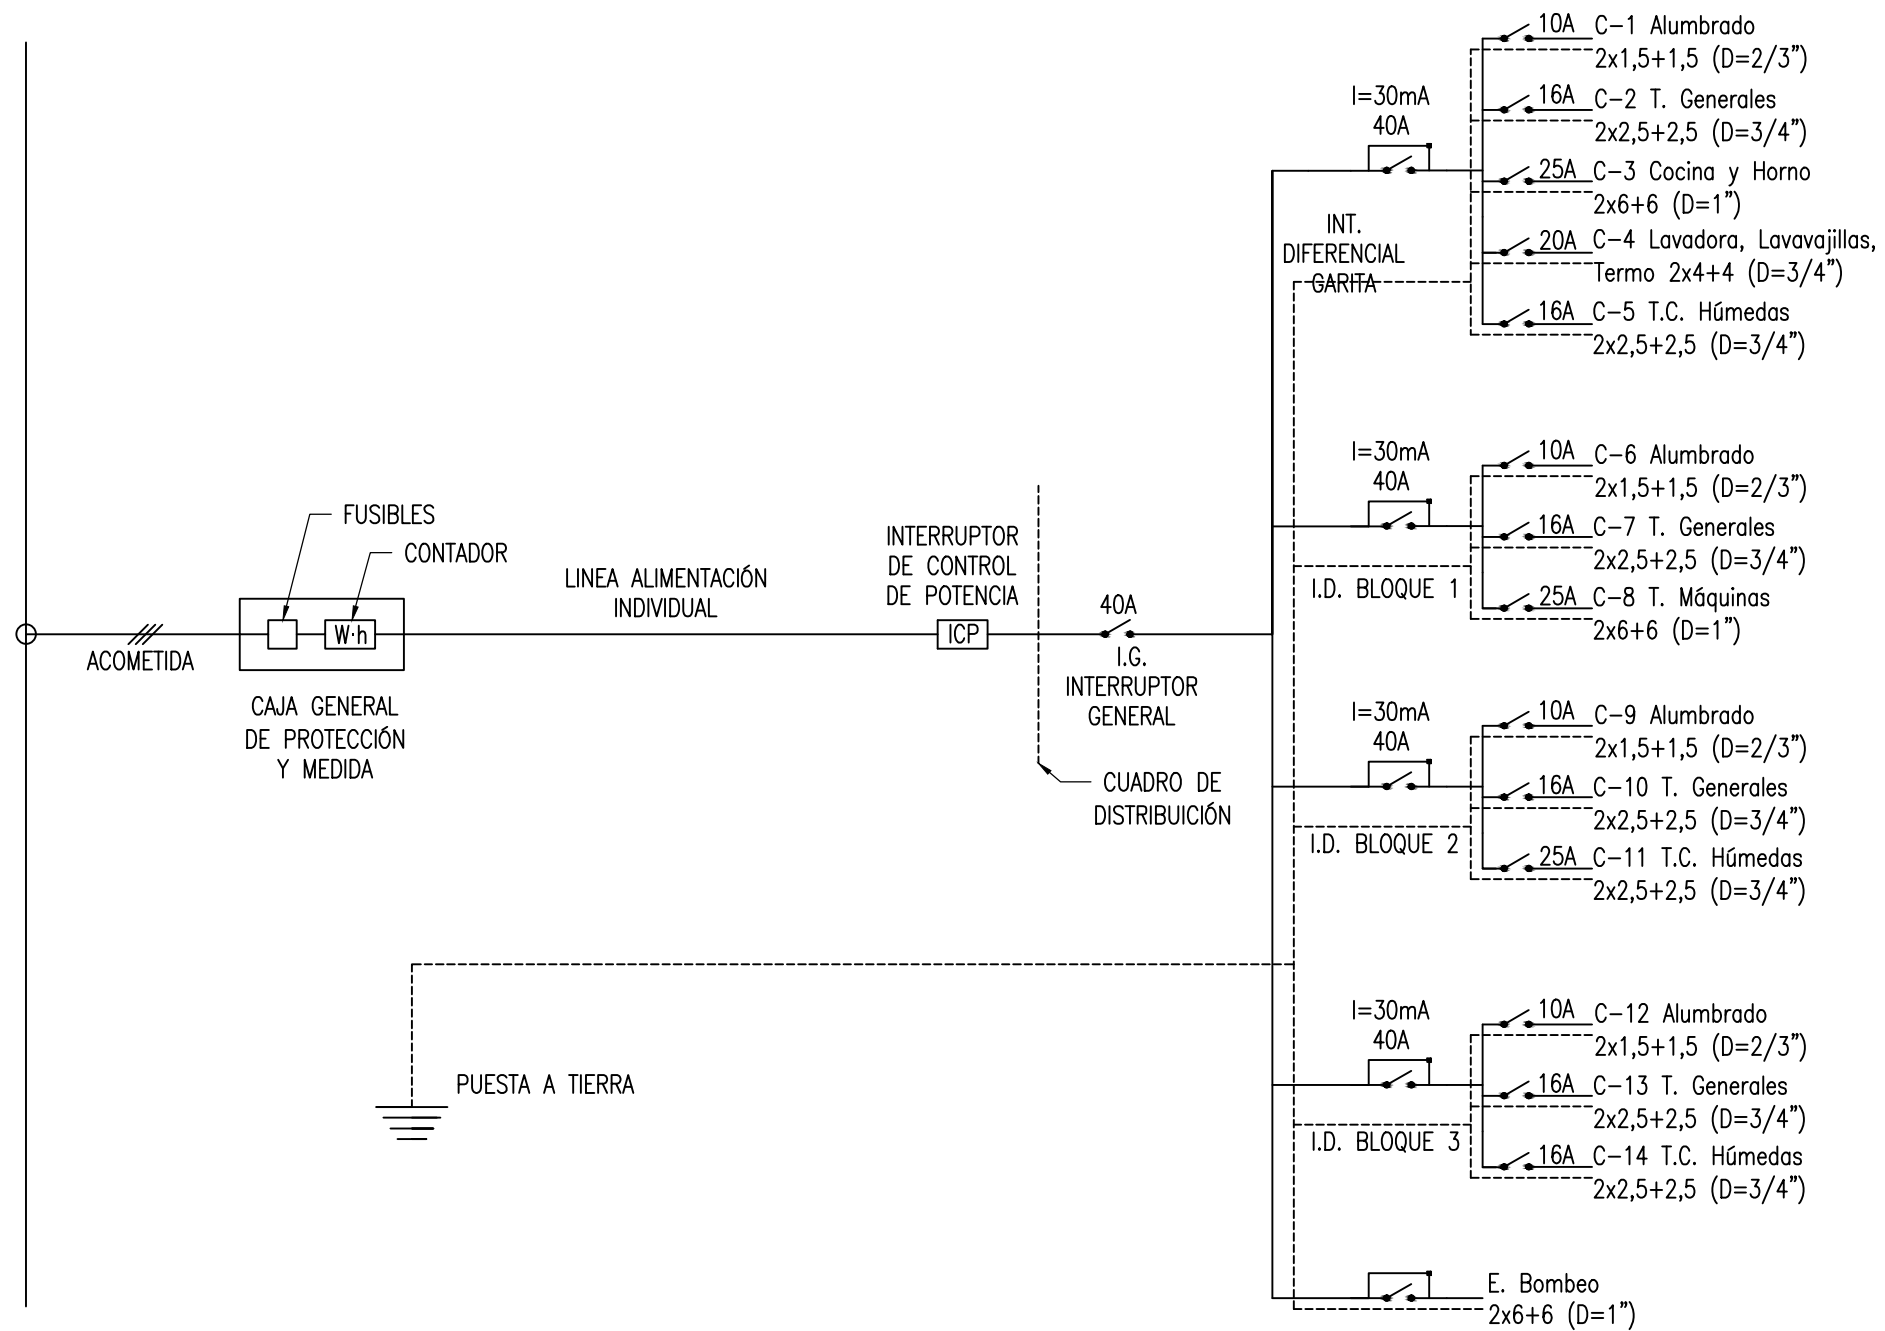 FUSIBLES
CONTADOR
W·h
ACOMETIDA
CAJA GENERAL
DE PROTECCIÓN
Y MEDIDA
LINEA ALIMENTACIÓN
INDIVIDUAL
INTERRUPTOR
DE CONTROL
DE POTENCIA
ICP
40A
I.G.
INTERRUPTOR
GENERAL
CUADRO DE
DISTRIBUICIÓN
PUESTA A TIERRA
I=30mA
40A
INT.
DIFERENCIAL
GARITA
10A C-1 Alumbrado
2x1,5+1,5 (D=2/3")
16A C-2 T. Generales
2x2,5+2,5 (D=3/4")
25A C-3 Cocina y Horno
2x6+6 (D=1")
20A C-4 Lavadora, Lavavajillas,
Termo 2x4+4 (D=3/4")
16A C-5 T.C. Húmedas
2x2,5+2,5 (D=3/4")
I=30mA
40A
I.D. BLOQUE 1
10A C-6 Alumbrado
2x1,5+1,5 (D=2/3")
16A C-7 T. Generales
2x2,5+2,5 (D=3/4")
25A C-8 T. Máquinas
2x6+6 (D=1")
I=30mA
40A
I.D. BLOQUE 2
10A C-9 Alumbrado
2x1,5+1,5 (D=2/3")
16A C-10 T. Generales
2x2,5+2,5 (D=3/4")
25A C-11 T.C. Húmedas
2x2,5+2,5 (D=3/4")
I=30mA
40A
I.D. BLOQUE 3
10A C-12 Alumbrado
2x1,5+1,5 (D=2/3")
16A C-13 T. Generales
2x2,5+2,5 (D=3/4")
16A C-14 T.C. Húmedas
2x2,5+2,5 (D=3/4")
E. Bombeo
2x6+6 (D=1")